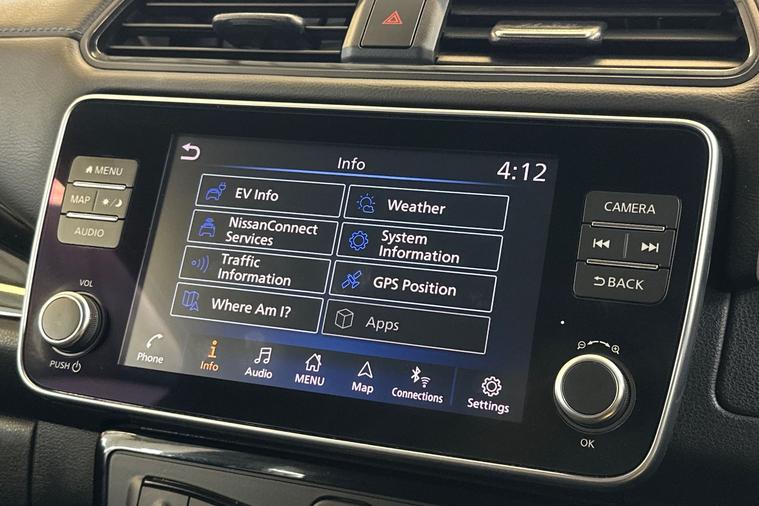 Info
4:12
EV Info
Weather
NissanConnect
Services
System
Information
Traffic
Information
GPS Position
Where Am I?
Apps
Phone
Info
Audio
MENU
Map
Connections
Settings
MENU
MAP
AUDIO
VOL
PUSH
CAMERA
BACK
OK